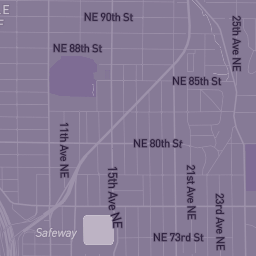 LE
NE 90th St
25th Ave NE
NE 88th St
NE 85th St
11th Ave NE
NE 80th St
15th Ave NE
21st Ave NE
23rd Ave NE
Safeway
NE 73rd St